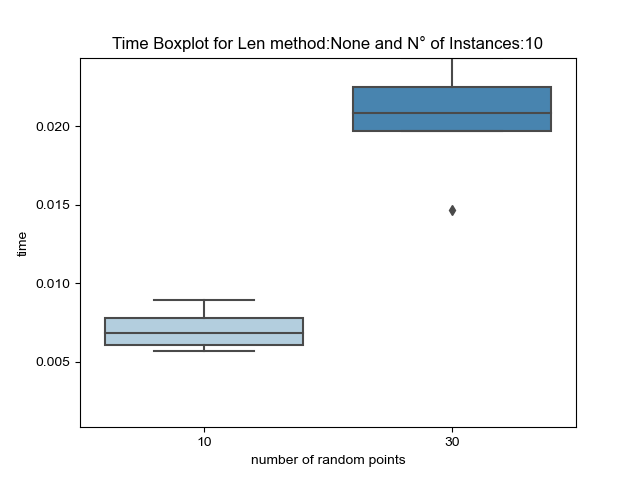 Time Boxplot for Len method:None and N° of Instances:10
0.020
0.015
0.010
0.005
time
10
30
number of random points